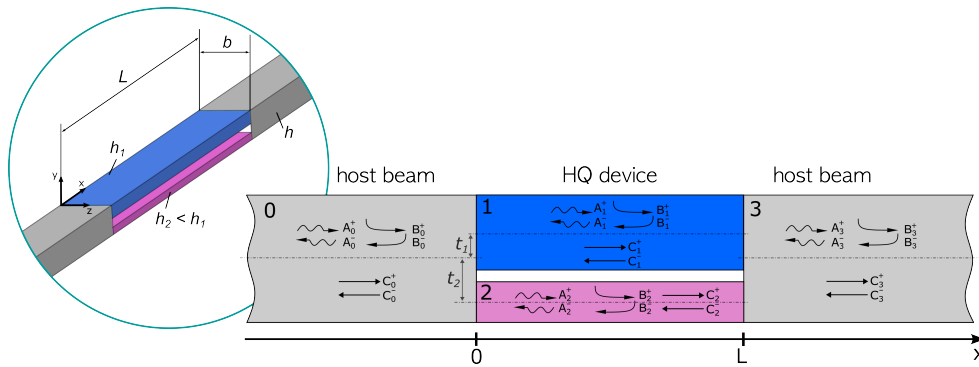 b
L
h
h₁
y
x
z
h₂ < h₁
host beam
HQ device
host beam
0
1
3
A₀⁺ B₀⁺
A₀⁻ B₀⁻
C₀⁺
C₀⁻
A₁⁺ B₁⁺
A₁⁻ B₁⁻
C₁⁺
C₁⁻
t₁
t₂
2
A₂⁺ B₂⁺ C₂⁺
A₂⁻ B₂⁻ C₂⁻
A₃⁺ B₃⁺
A₃⁻ B₃⁻
C₃⁺
C₃⁻
0
L
x